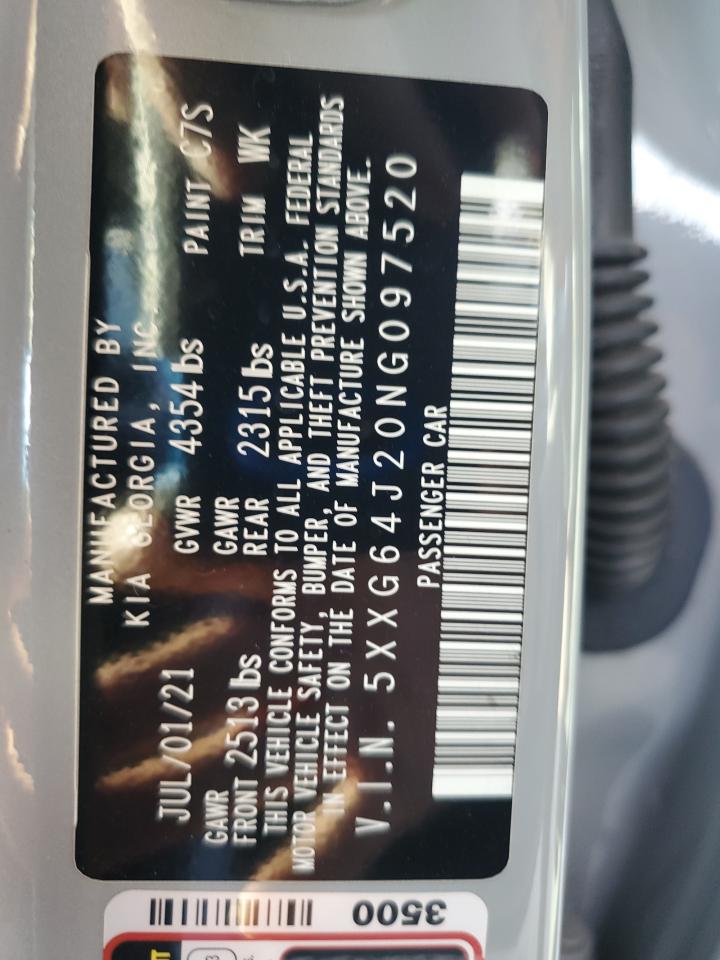 MANUFACTURED BY
KIA GEORGIA, INC.
JUL/01/21 GVWR 4354 lbs PAINT C7S
GAWR GAWR
FRONT 2513 lbs REAR 2315 lbs TRIM WK
THIS VEHICLE CONFORMS TO ALL APPLICABLE U.S.A. FEDERAL
MOTOR VEHICLE SAFETY, BUMPER, AND THEFT PREVENTION STANDARDS
IN EFFECT ON THE DATE OF MANUFACTURE SHOWN ABOVE.
V.I.N. 5XXG64J20NG097520
PASSENGER CAR
3500